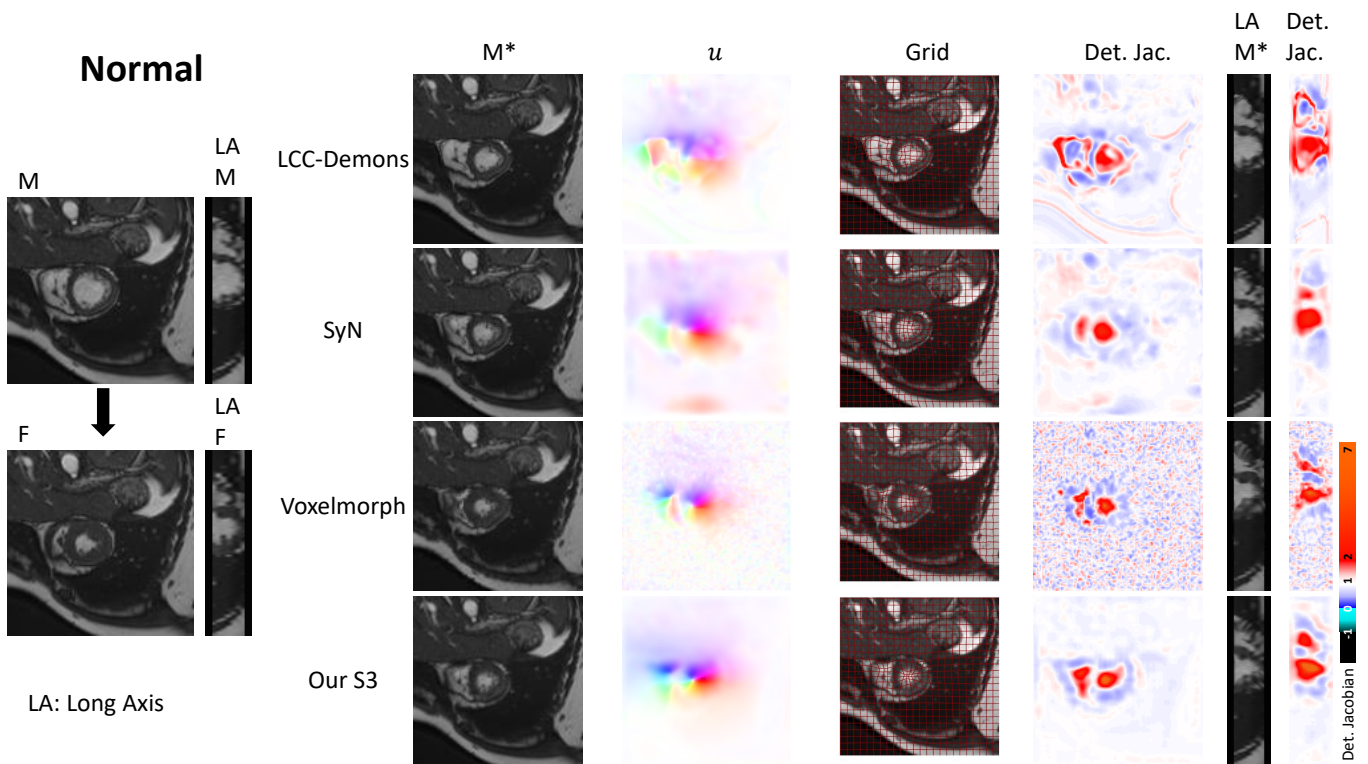 Normal
M
LA
M
F
LA
F
LA: Long Axis
M*
u
Grid
Det. Jac.
LA
M*
Det.
Jac.
LCC-Demons
SyN
Voxelmorph
Our S3
7
2
1
0
-1
Det. Jacobian